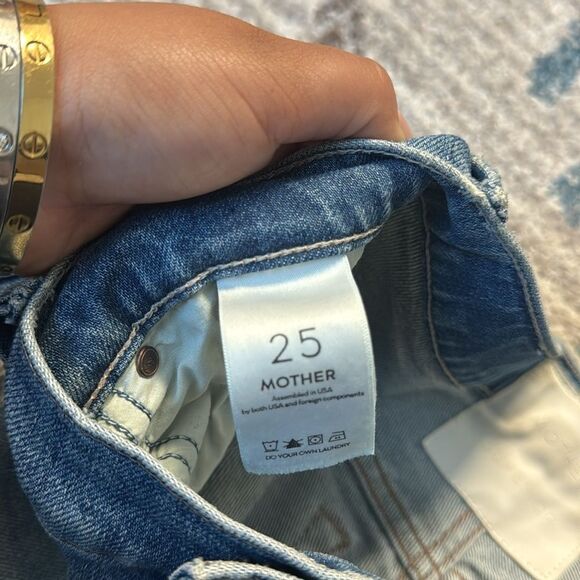 25
MOTHER
Assembled in USA
by both USA and foreign components
DO YOUR OWN LAUNDRY